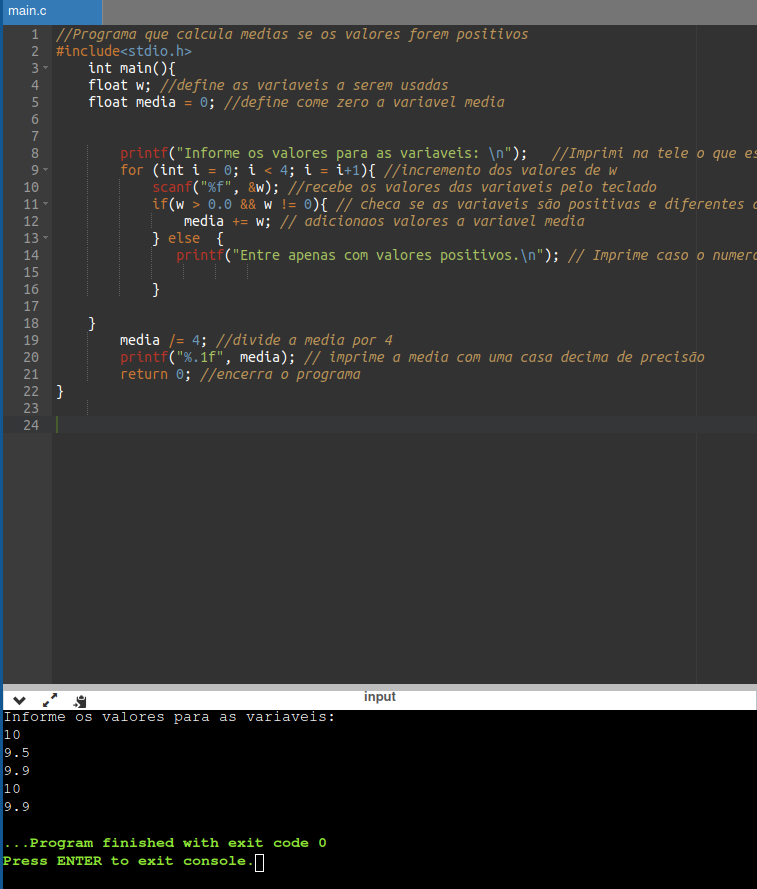 main.c
1 //Programa que calcula medias se os valores forem positivos
2 #include<stdio.h>
3 int main(){
4 float w; //define as variaveis a serem usadas
5 float media = 0; //define come zero a variavel media
6
7
8 printf("Informe os valores para as variaveis: \n"); //Imprimi na tele o que es
9 for (int i = 0; i < 4; i = i+1){ //incremento dos valores de w
10 scanf("%f", &w); //recebe os valores das variaveis pelo teclado
11 if(w > 0.0 && w != 0){ // checa se as variaveis são positivas e diferentes
12 media += w; // adicionaos valores a variavel media
13 } else {
14 printf("Entre apenas com valores positivos.\n"); // Imprime caso o numero
15
16 }
17
18 }
19 media /= 4; //divide a media por 4
20 printf("%.1f", media); // imprime a media com uma casa decima de precisão
21 return 0; //encerra o programa
22 }
23
24
input
Informe os valores para as variaveis:
10
9.5
9.9
10
9.9
...Program finished with exit code 0
Press ENTER to exit console.